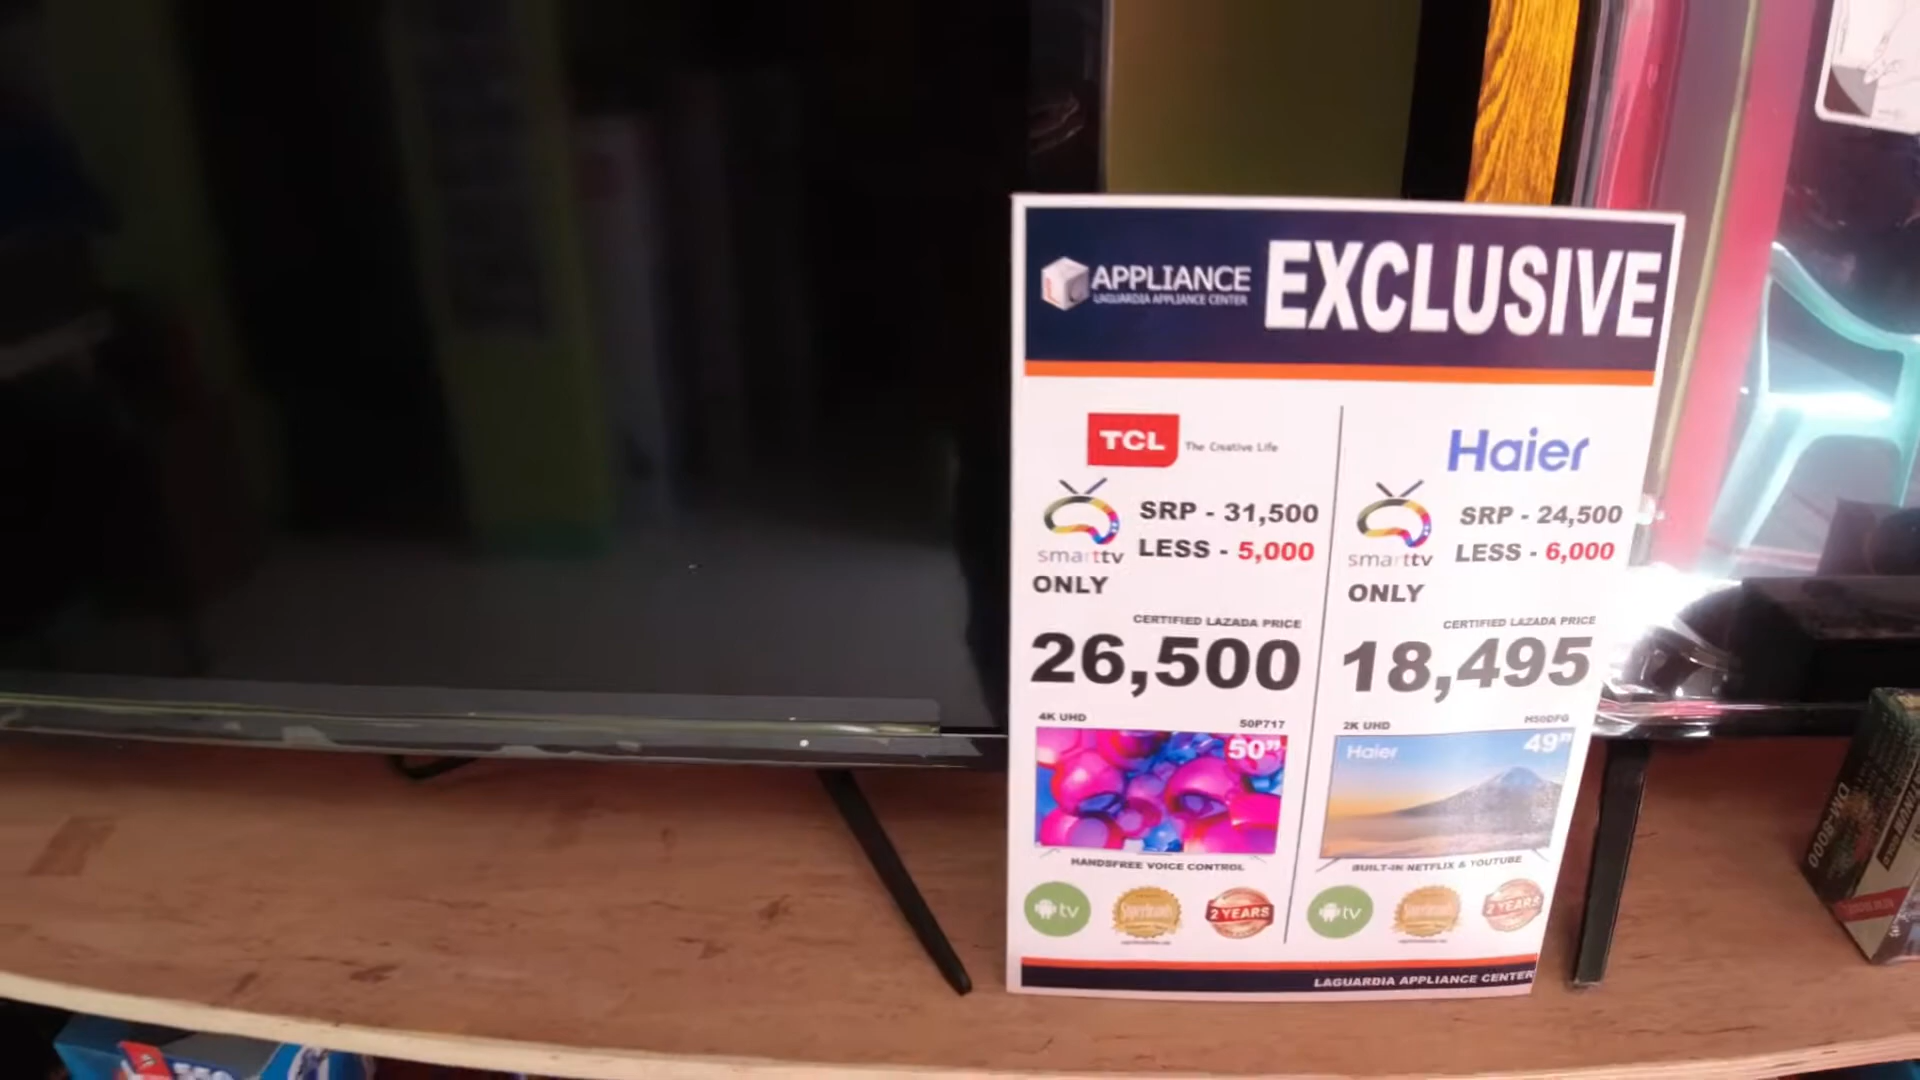 APPLIANCE
LAGUARDIA APPLIANCE CENTER
EXCLUSIVE
TCL
The Creative Life
smarttv
SRP - 31,500
LESS - 5,000
ONLY
CERTIFIED LAZADA PRICE
26,500
4K UHD
50P717
50"
HANDSFREE VOICE CONTROL
tv
2 YEARS
Haier
smarttv
SRP - 24,500
LESS - 6,000
ONLY
CERTIFIED LAZADA PRICE
18,495
2K UHD
H50DFG
Haier
49"
BUILT-IN NETFLIX & YOUTUBE
tv
2 YEARS
LAGUARDIA APPLIANCE CENTER
DM-8000